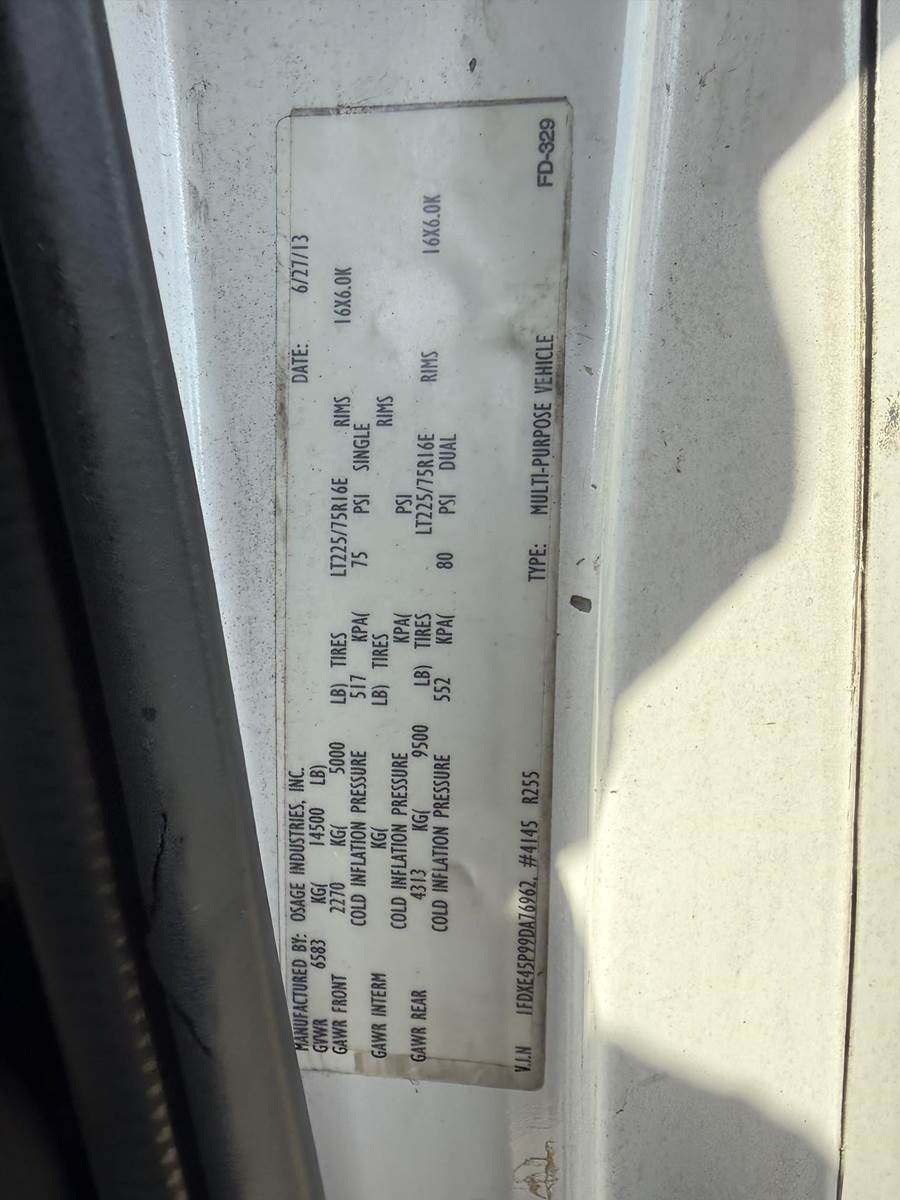 MANUFACTURED BY: OSAGE INDUSTRIES, INC. DATE: 6/27/13
GVWR 6583 KG( 14500 LB)
GAWR FRONT 2270 KG( 5000 LB) TIRES LT225/75R16E RIMS 16X6.0K
COLD INFLATION PRESSURE 517 KPA( 75 PSI SINGLE
GAWR INTERM KG( LB) TIRES RIMS
COLD INFLATION PRESSURE KPA( PSI
GAWR REAR 4313 KG( 9500 LB) TIRES LT225/75R16E RIMS 16X6.0K
COLD INFLATION PRESSURE 552 KPA( 80 PSI DUAL
V.I.N 1FDXE45P99DA76962, #4145 R255 TYPE: MULTI-PURPOSE VEHICLE
FD-329